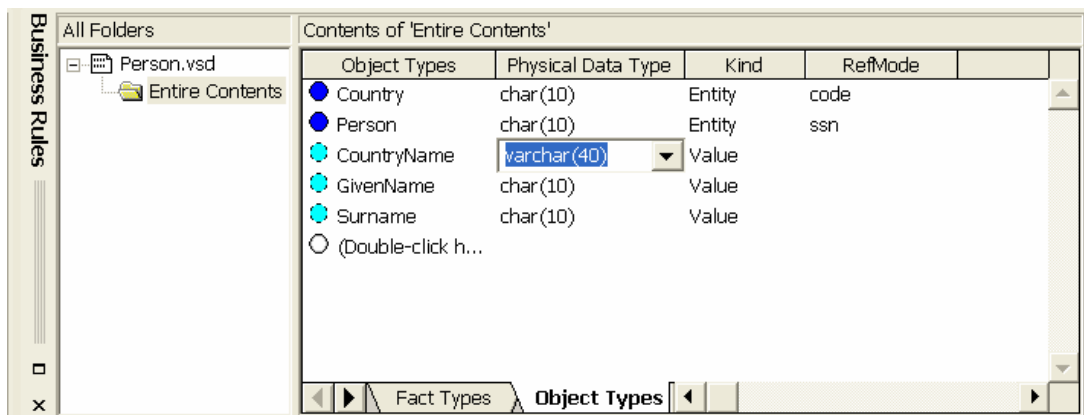 Business Rules
All Folders
Person.vsd
Entire Contents
Contents of 'Entire Contents'
Object Types Physical Data Type Kind RefMode
Country char(10) Entity code
Person char(10) Entity ssn
CountryName varchar(40) Value
GivenName char(10) Value
Surname char(10) Value
(Double-click h...
Fact Types Object Types